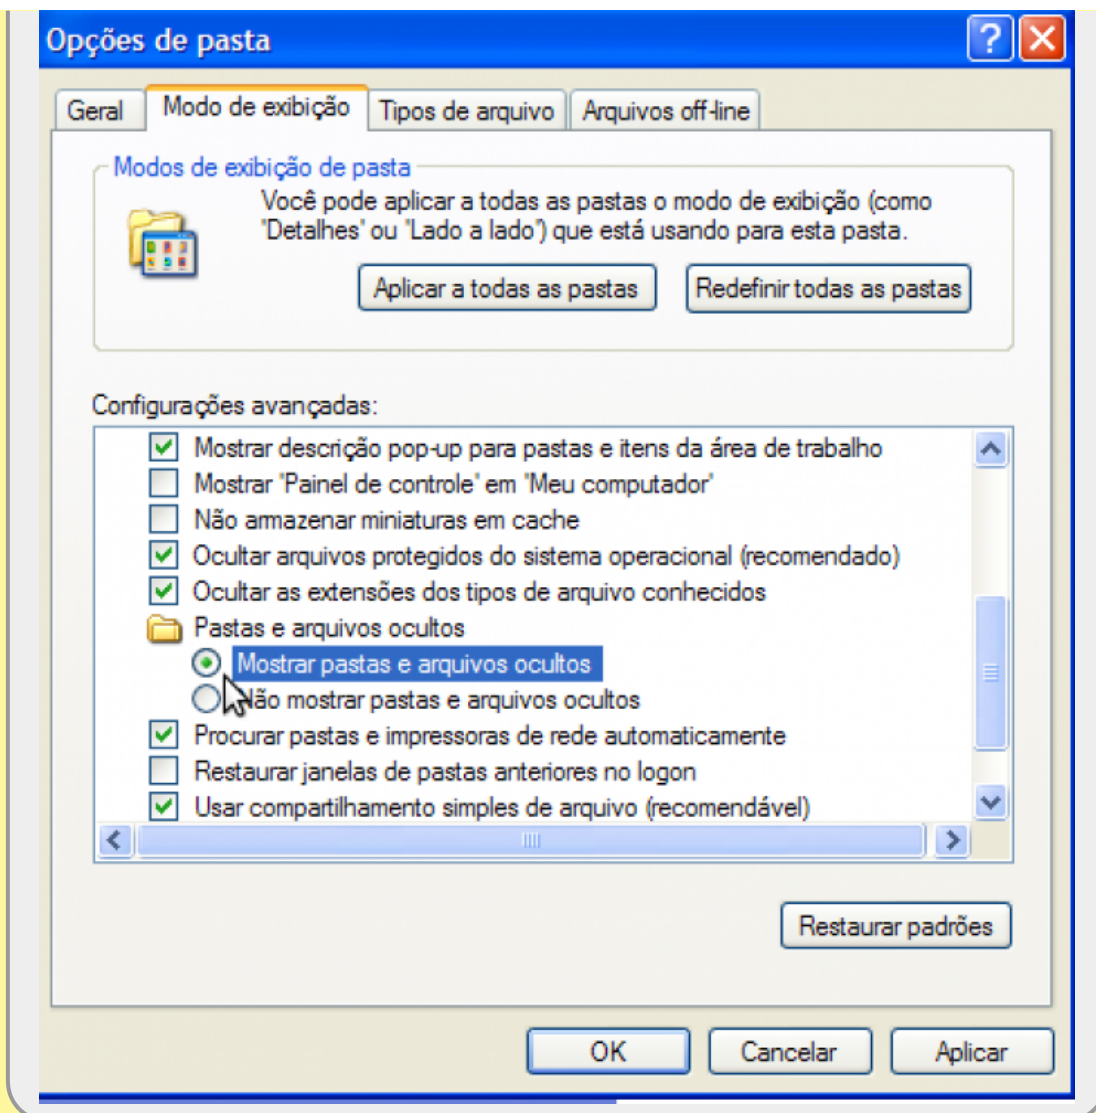 Opções de pasta
?
Geral
Modo de exibição
Tipos de arquivo
Arquivos off-line
Modos de exibição de pasta
Você pode aplicar a todas as pastas o modo de exibição (como
'Detalhes' ou 'Lado a lado') que está usando para esta pasta.
Aplicar a todas as pastas
Redefinir todas as pastas
Configurações avançadas:
Mostrar descrição pop-up para pastas e itens da área de trabalho
Mostrar 'Painel de controle' em 'Meu computador'
Não armazenar miniaturas em cache
Ocultar arquivos protegidos do sistema operacional (recomendado)
Ocultar as extensões dos tipos de arquivo conhecidos
Pastas e arquivos ocultos
Mostrar pastas e arquivos ocultos
Não mostrar pastas e arquivos ocultos
Procurar pastas e impressoras de rede automaticamente
Restaurar janelas de pastas anteriores no logon
Usar compartilhamento simples de arquivo (recomendável)
Restaurar padrões
OK
Cancelar
Aplicar